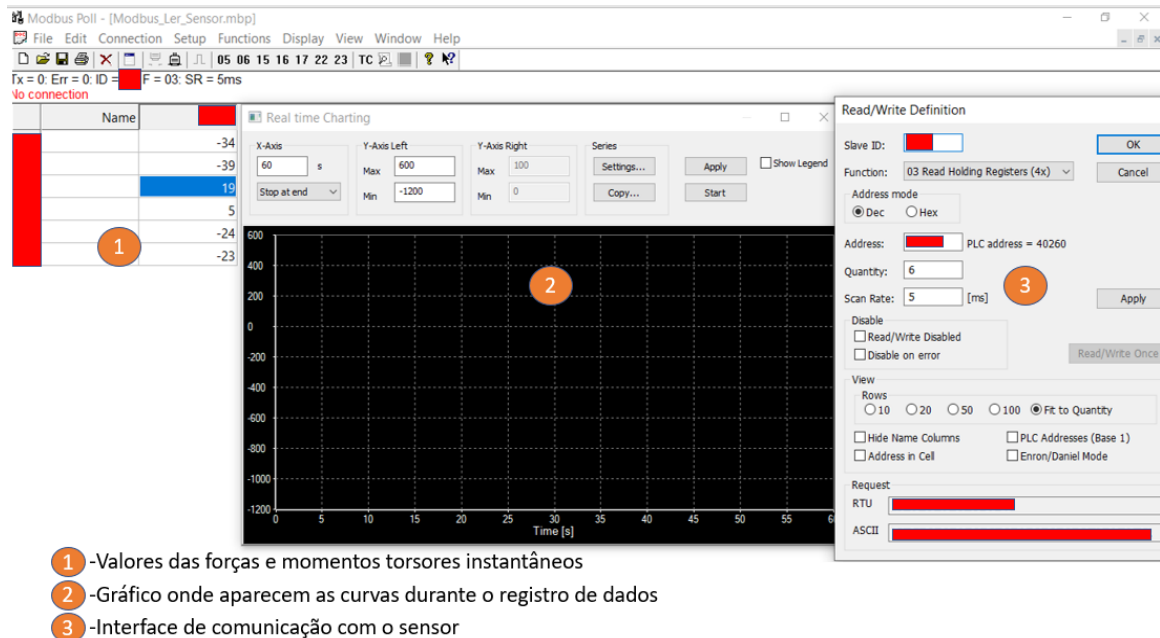 Modbus Poll - [Modbus_Ler_Sensor.mbp]
File Edit Connection Setup Functions Display View Window Help
05 06 15 16 17 22 23 TC
Tx = 0: Err = 0: ID = F = 03: SR = 5ms
No connection
Name
-34
-39
19
5
-24
-23
1
Real time Charting
X-Axis
60 s
Stop at end
Y-Axis Left
Max 600
Min -1200
Y-Axis Right
Max 100
Min 0
Series
Settings...
Copy...
Apply
Start
Show Legend
600
400
200
0
-200
-400
-600
-800
-1000
-1200
2
0 5 10 15 20 25 30 35 40 45 50 55
Time [s]
Read/Write Definition
Slave ID:
OK
Function: 03 Read Holding Registers (4x)
Cancel
Address mode
Dec Hex
Address: PLC address = 40260
Quantity: 6
3
Scan Rate: 5 [ms]
Apply
Disable
Read/Write Disabled
Disable on error
Read/Write Once
View
Rows
10 20 50 100 Fit to Quantity
Hide Name Columns PLC Addresses (Base 1)
Address in Cell Enron/Daniel Mode
Request
RTU
ASCII
1 -Valores das forças e momentos torsores instantâneos
2 -Gráfico onde aparecem as curvas durante o registro de dados
3 -Interface de comunicação com o sensor